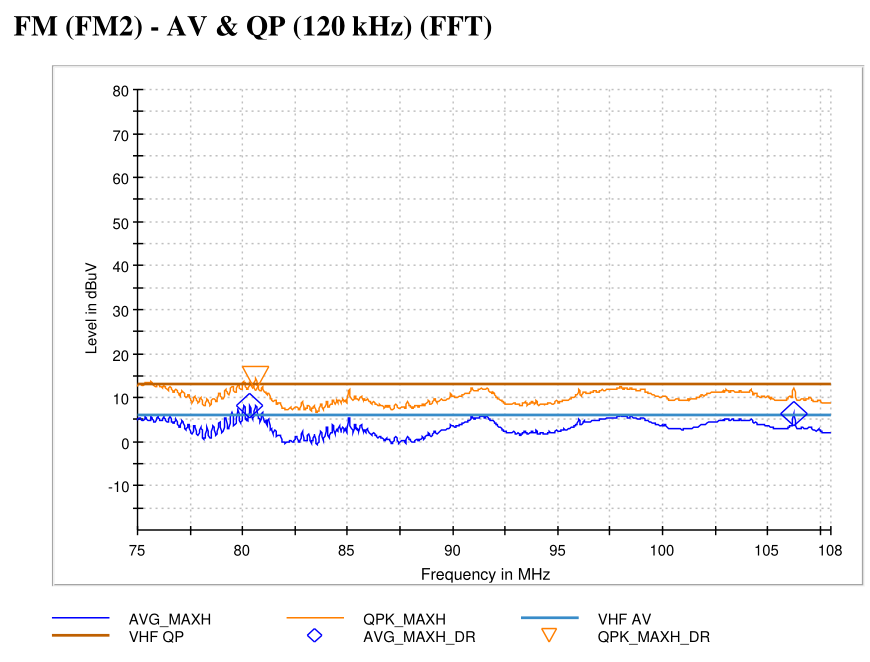 FM (FM2) - AV & QP (120 kHz) (FFT)
80
70
60
50
40
30
20
10
0
-10
Level in dBuV
75 80 85 90 95 100 105 108
Frequency in MHz
AVG_MAXH QPK_MAXH VHF AV
VHF QP AVG_MAXH_DR QPK_MAXH_DR